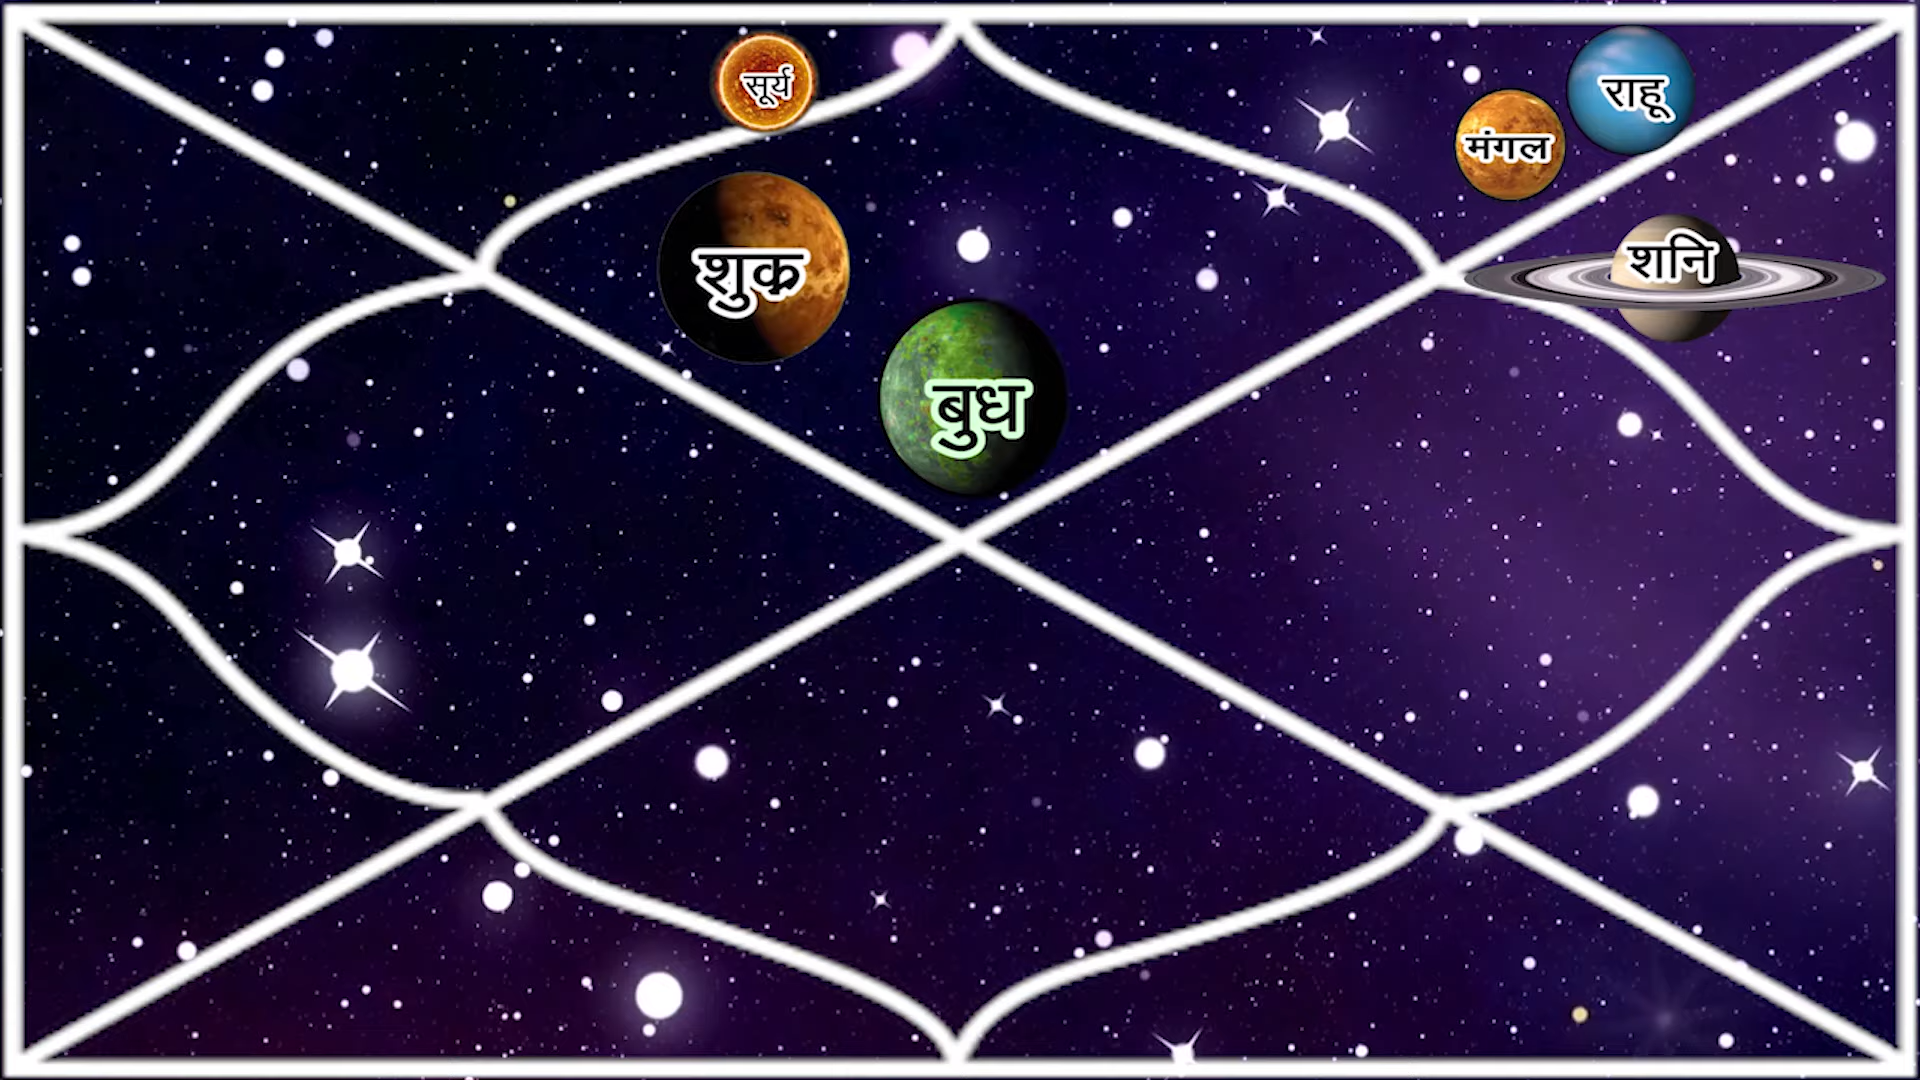 सूर्य
राहू
मंगल
शुक्र
शनि
बुध